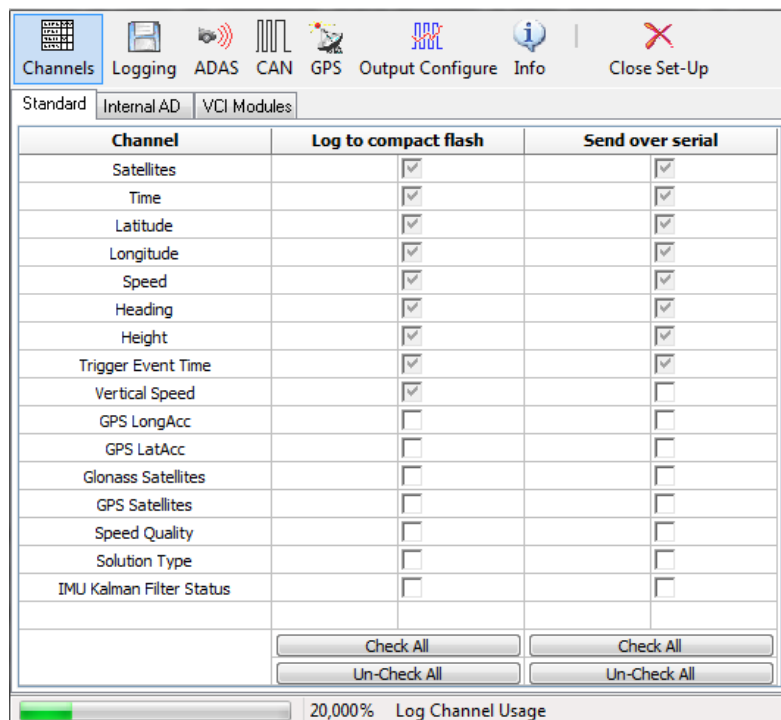 Channels Logging ADAS CAN GPS Output Configure Info Close Set-Up
Standard Internal AD VCI Modules
Channel Log to compact flash Send over serial
Satellites
Time
Latitude
Longitude
Speed
Heading
Height
Trigger Event Time
Vertical Speed
GPS LongAcc
GPS LatAcc
Glonass Satellites
GPS Satellites
Speed Quality
Solution Type
IMU Kalman Filter Status
Check All Check All
Un-Check All Un-Check All
20,000% Log Channel Usage